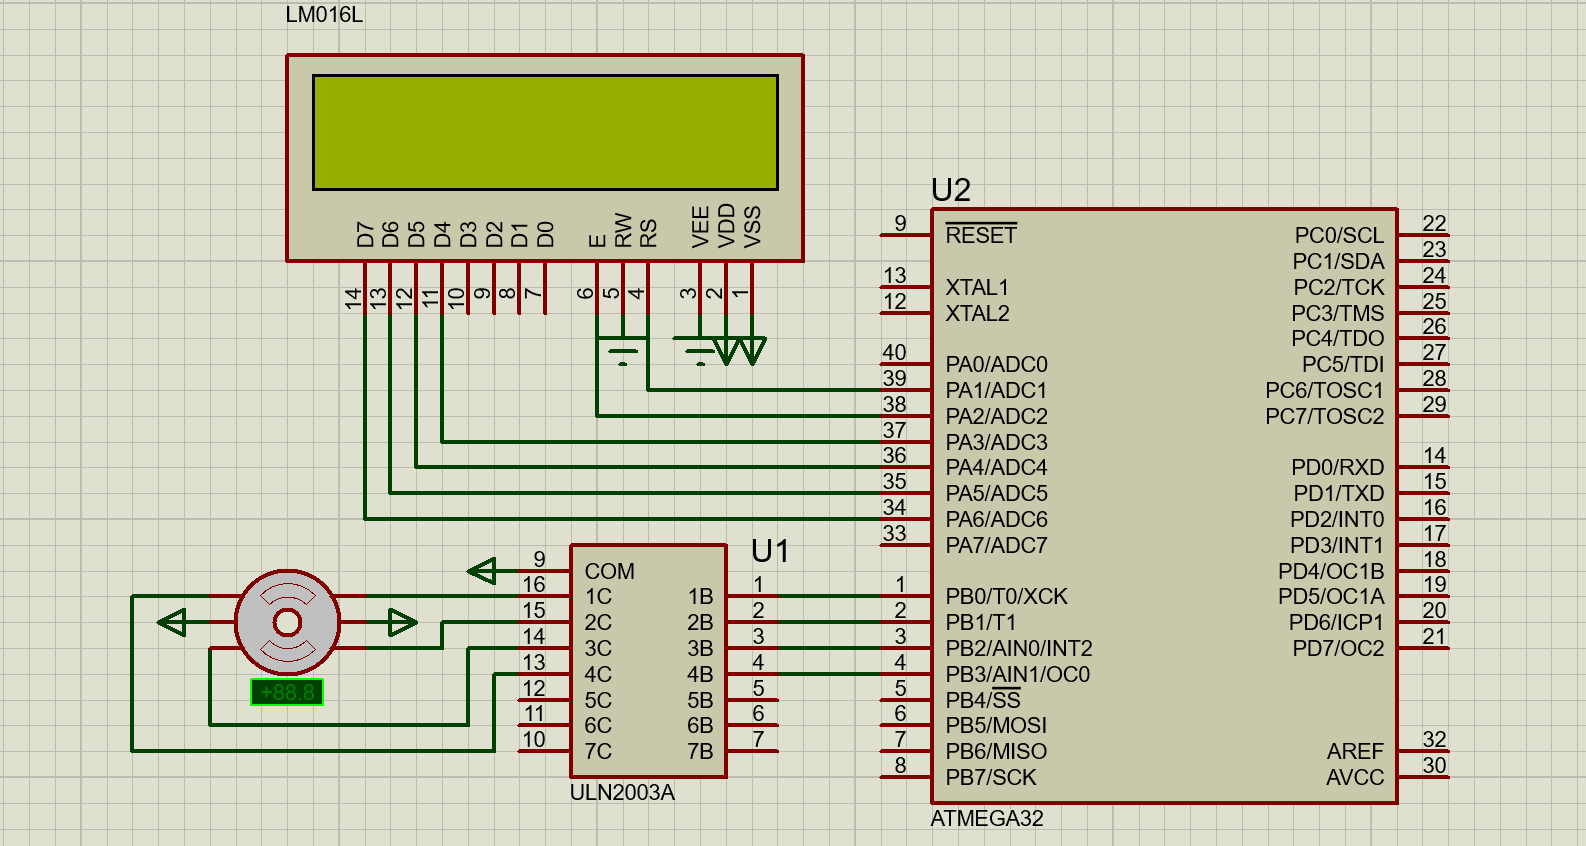 LM016L
D7 D6 D5 D4 D3 D2 D1 D0 E RW RS VEE VDD VSS
14 13 12 11 10 9 8 7 6 5 4 3 2 1
U2
9 RESET
13 XTAL1
12 XTAL2
40 PA0/ADC0
39 PA1/ADC1
38 PA2/ADC2
37 PA3/ADC3
36 PA4/ADC4
35 PA5/ADC5
34 PA6/ADC6
33 PA7/ADC7
1 PB0/T0/XCK
2 PB1/T1
3 PB2/AIN0/INT2
4 PB3/AIN1/OC0
5 PB4/SS
6 PB5/MOSI
7 PB6/MISO
8 PB7/SCK
PC0/SCL 22
PC1/SDA 23
PC2/TCK 24
PC3/TMS 25
PC4/TDO 26
PC5/TDI 27
PC6/TOSC1 28
PC7/TOSC2 29
PD0/RXD 14
PD1/TXD 15
PD2/INT0 16
PD3/INT1 17
PD4/OC1B 18
PD5/OC1A 19
PD6/ICP1 20
PD7/OC2 21
AREF 32
AVCC 30
ATMEGA32
U1
9 COM
16 1C 1B 1
15 2C 2B 2
14 3C 3B 3
13 4C 4B 4
12 5C 5B 5
11 6C 6B 6
10 7C 7B 7
ULN2003A
+88.8